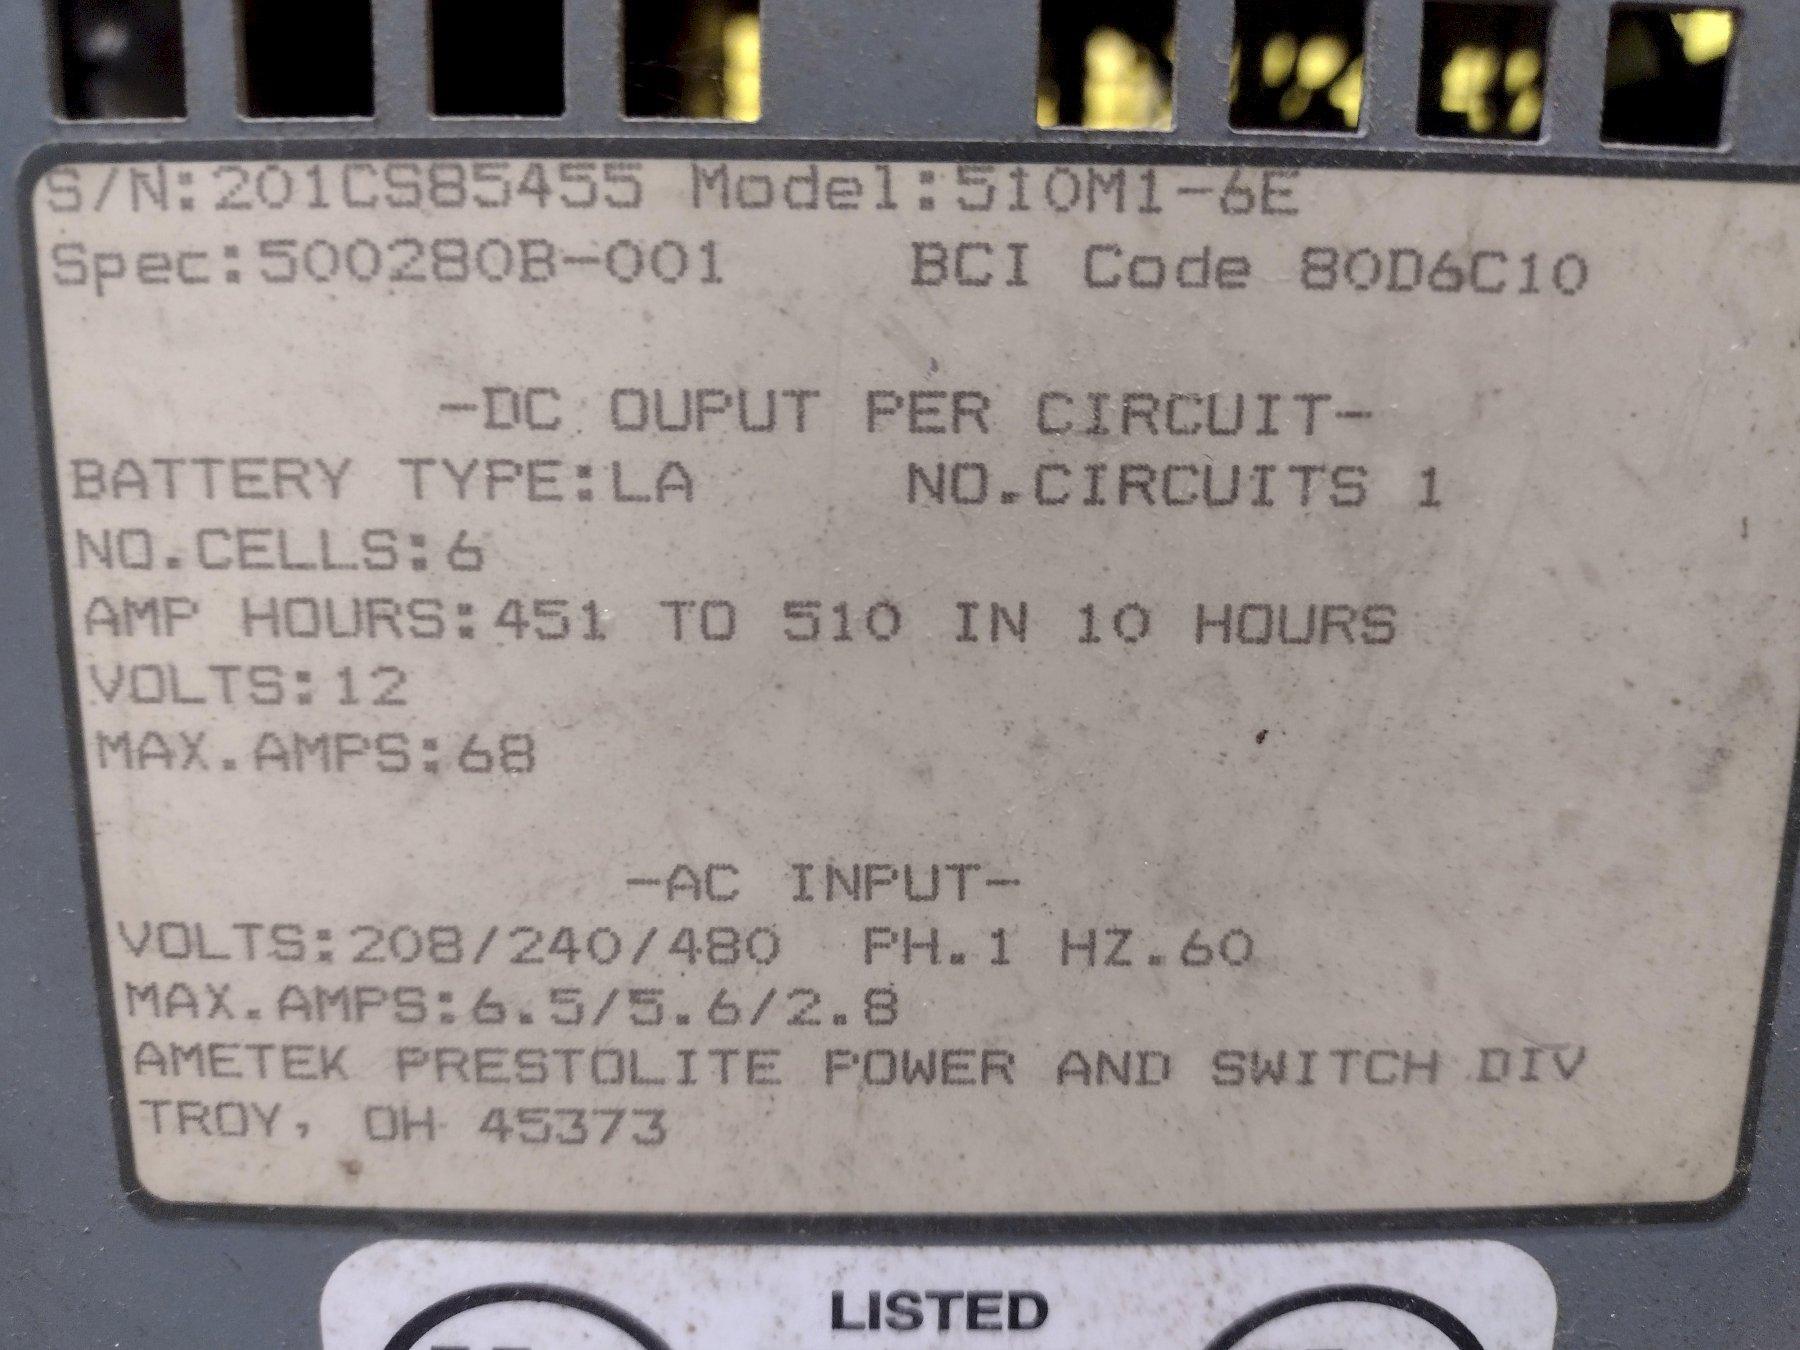 S/N:201CS85455 Model:510M1-6E
Spec:500280B-001 BCI Code 80D6C10
-DC OUPUT PER CIRCUIT-
BATTERY TYPE:LA NO.CIRCUITS 1
NO.CELLS:6
AMP HOURS:451 TO 510 IN 10 HOURS
VOLTS:12
MAX.AMPS:68
-AC INPUT-
VOLTS:208/240/480 PH.1 HZ.60
MAX.AMPS:6.5/5.6/2.8
AMETEK PRESTOLITE POWER AND SWITCH DIV
TROY, OH 45373
LISTED